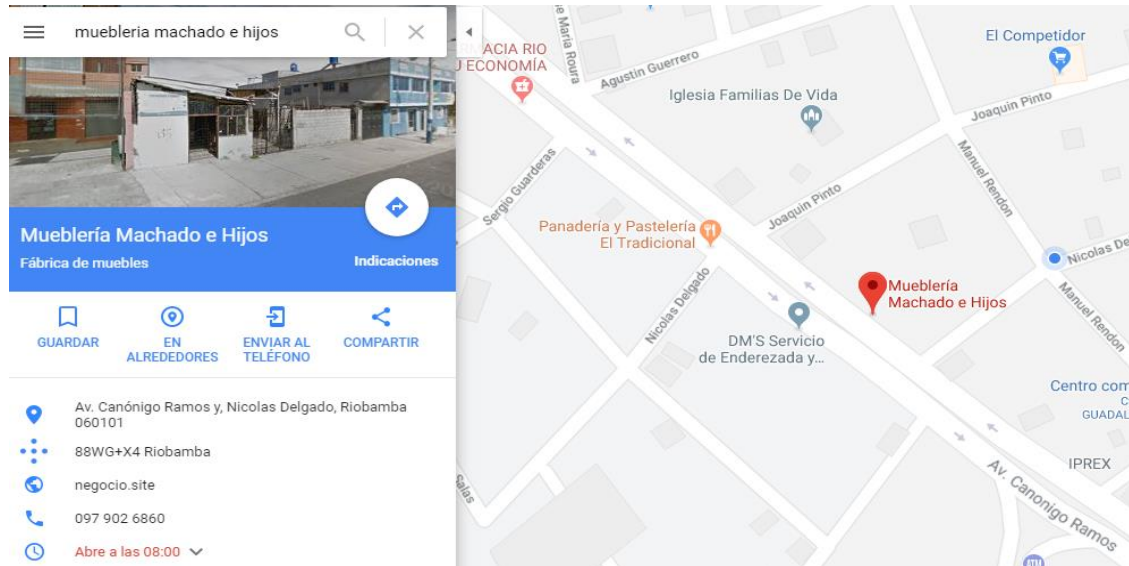 muebleria machado e hijos
Mueblería Machado e Hijos
Fábrica de muebles
Indicaciones
GUARDAR
EN
ALREDEDORES
ENVIAR AL
TELÉFONO
COMPARTIR
Av. Canónigo Ramos y, Nicolas Delgado, Riobamba
060101
88WG+X4 Riobamba
negocio.site
097 902 6860
Abre a las 08:00
ACIA RIO
ECONOMÍA
Maria Roura
Agustin Guerrero
Iglesia Familias De Vida
El Competidor
Joaquin Pinto
Manuel Rendon
Sergio Guarderas
Joaquin Pinto
Panadería y Pastelería
El Tradicional
Nicolas De
Mueblería
Machado e Hijos
Nicolas Delgado
Manuel Rendon
DM'S Servicio
de Enderezada y...
Centro com
C
GUADAL
IPREX
Av. Canonigo Ramos
Salas
ATM